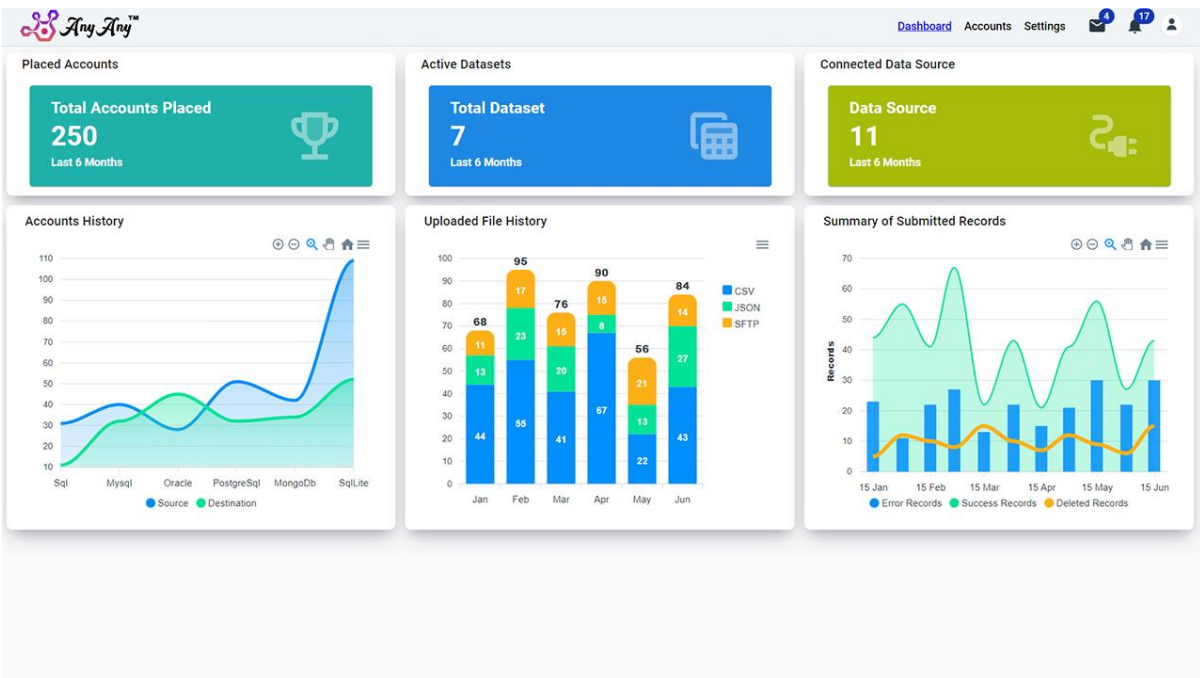 Any Any™
Dashboard Accounts Settings 4 17
Placed Accounts
Total Accounts Placed
250
Last 6 Months
Active Datasets
Total Dataset
7
Last 6 Months
Connected Data Source
Data Source
11
Last 6 Months
Accounts History
110
100
90
80
70
60
50
40
30
20
10
Sql Mysql Oracle PostgreSql MongoDb SqlLite
Source Destination
Uploaded File History
100
90
80
70
60
50
40
30
20
10
0
68
11
13
44
95
17
23
55
76
15
20
41
90
15
8
67
56
21
13
22
84
14
27
43
Jan Feb Mar Apr May Jun
CSV
JSON
SFTP
Summary of Submitted Records
Records
70
60
50
40
30
20
10
0
15 Jan 15 Feb 15 Mar 15 Apr 15 May 15 Jun
Error Records Success Records Deleted Records